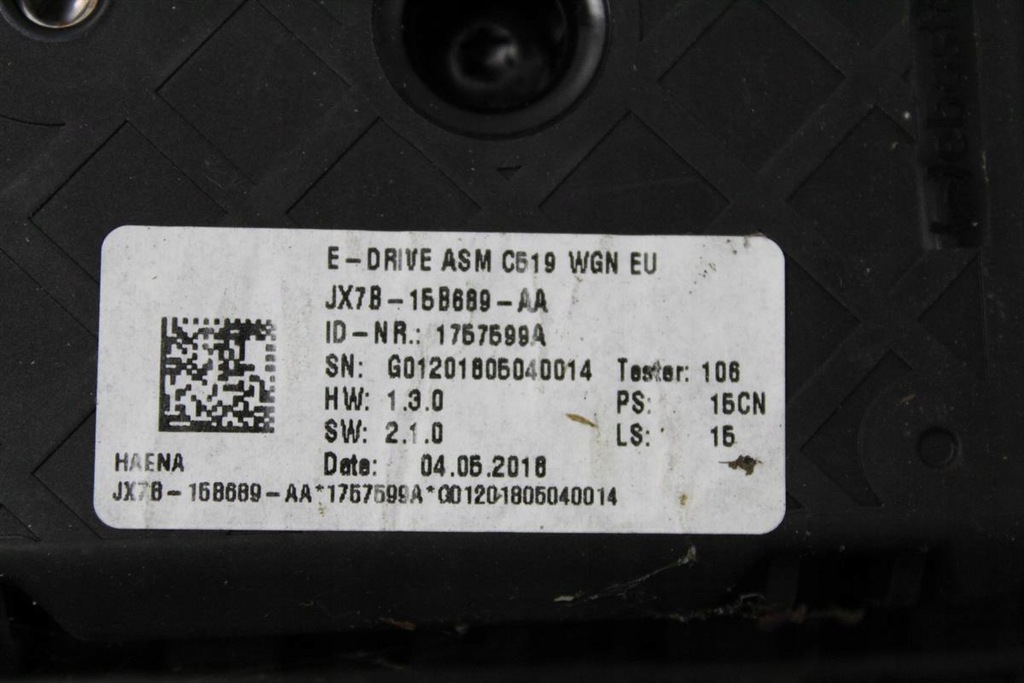 E-DRIVE ASM C519 WGN EU
JX7B-15B689-AA
ID-NR.: 1757599A
SN: G01201805040014 Tester: 106
HW: 1.3.0 PS: 15CN
SW: 2.1.0 LS: 15
HAENA Date: 04.05.2018
JX7B-15B689-AA*1757599A*G01201805040014